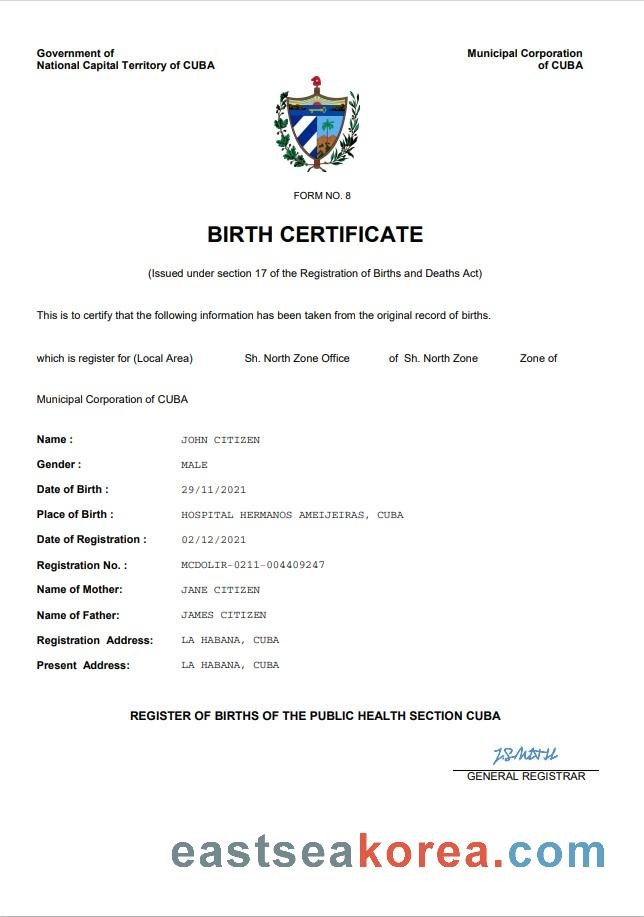 Government of
National Capital Territory of CUBA
Municipal Corporation
of CUBA
FORM NO. 8
BIRTH CERTIFICATE
(Issued under section 17 of the Registration of Births and Deaths Act)
This is to certify that the following information has been taken from the original record of births.
which is register for (Local Area) Sh. North Zone Office of Sh. North Zone Zone of
Municipal Corporation of CUBA
Name : JOHN CITIZEN
Gender : MALE
Date of Birth : 29/11/2021
Place of Birth : HOSPITAL HERMANOS AMEIJEIRAS, CUBA
Date of Registration : 02/12/2021
Registration No. : MCDOLIR-0211-004409247
Name of Mother: JANE CITIZEN
Name of Father: JAMES CITIZEN
Registration Address: LA HABANA, CUBA
Present Address: LA HABANA, CUBA
REGISTER OF BIRTHS OF THE PUBLIC HEALTH SECTION CUBA
GENERAL REGISTRAR
eastseakorea.com